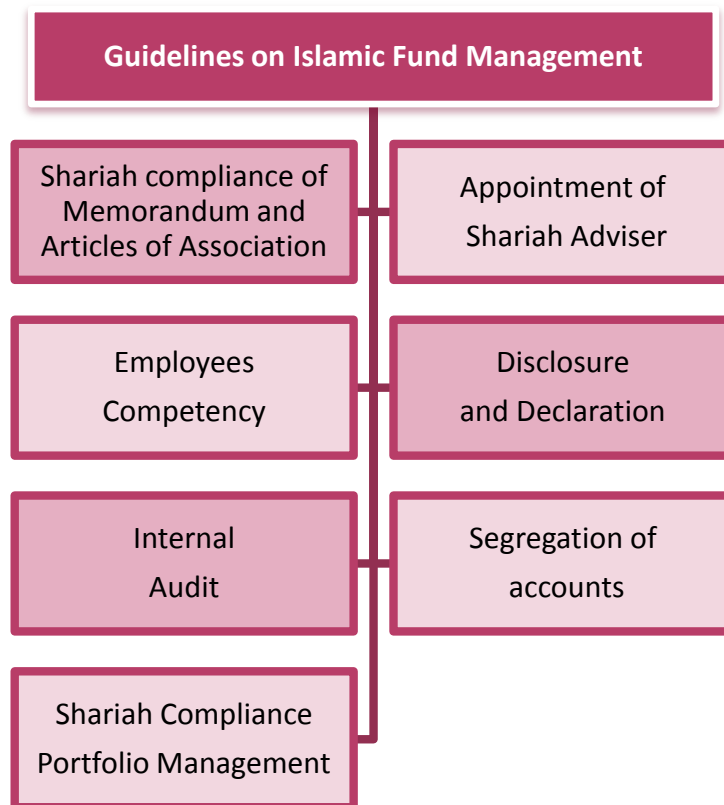 Guidelines on Islamic Fund Management
Shariah compliance of
Memorandum and
Articles of Association
Appointment of
Shariah Adviser
Employees
Competency
Disclosure
and Declaration
Internal
Audit
Segregation of
accounts
Shariah Compliance
Portfolio Management